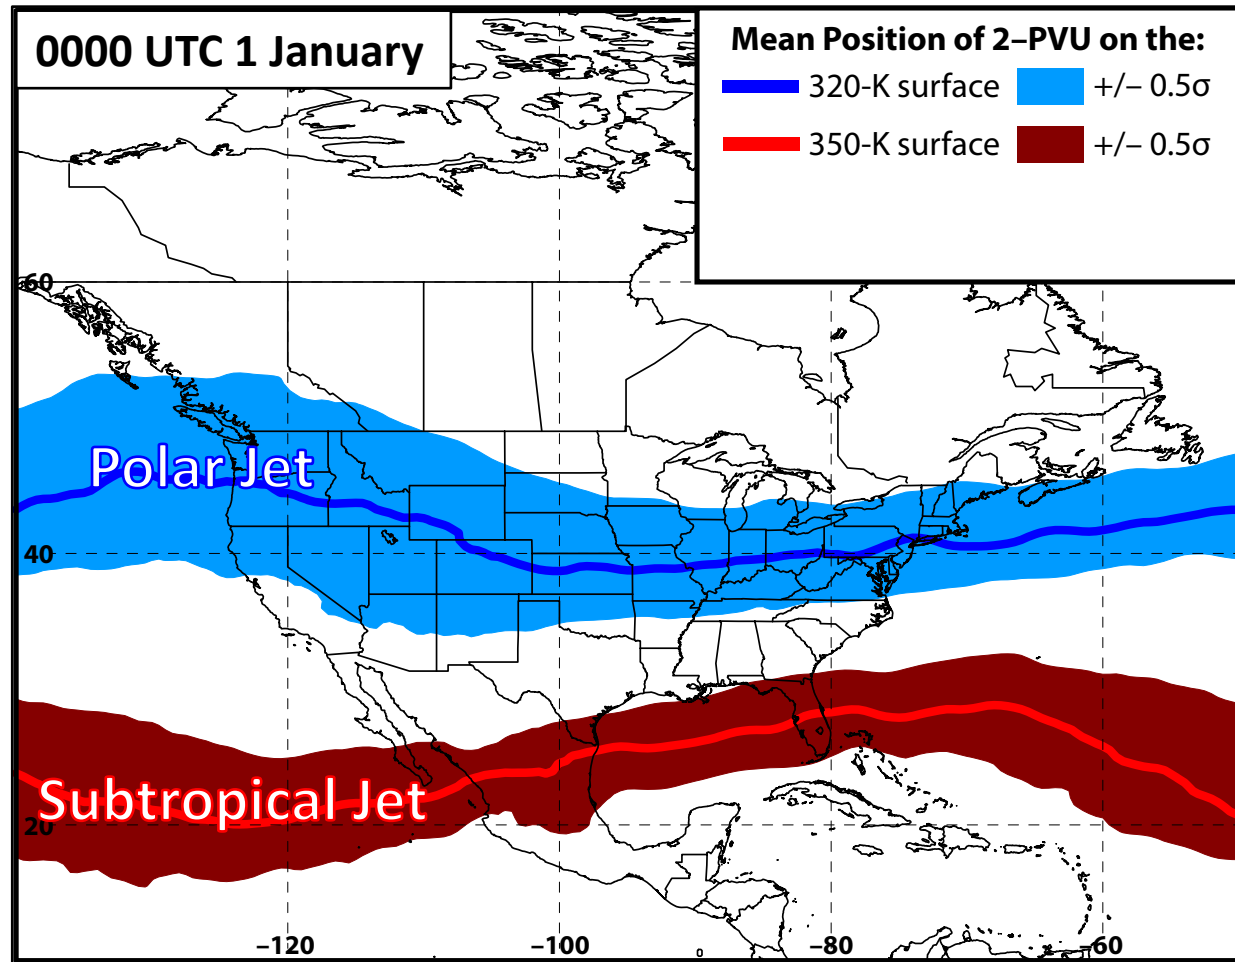 0000 UTC 1 January
Mean Position of 2–PVU on the:
320-K surface +/– 0.5σ
350-K surface +/– 0.5σ
60
Polar Jet
40
Subtropical Jet
20
−120 −100 −80 −60